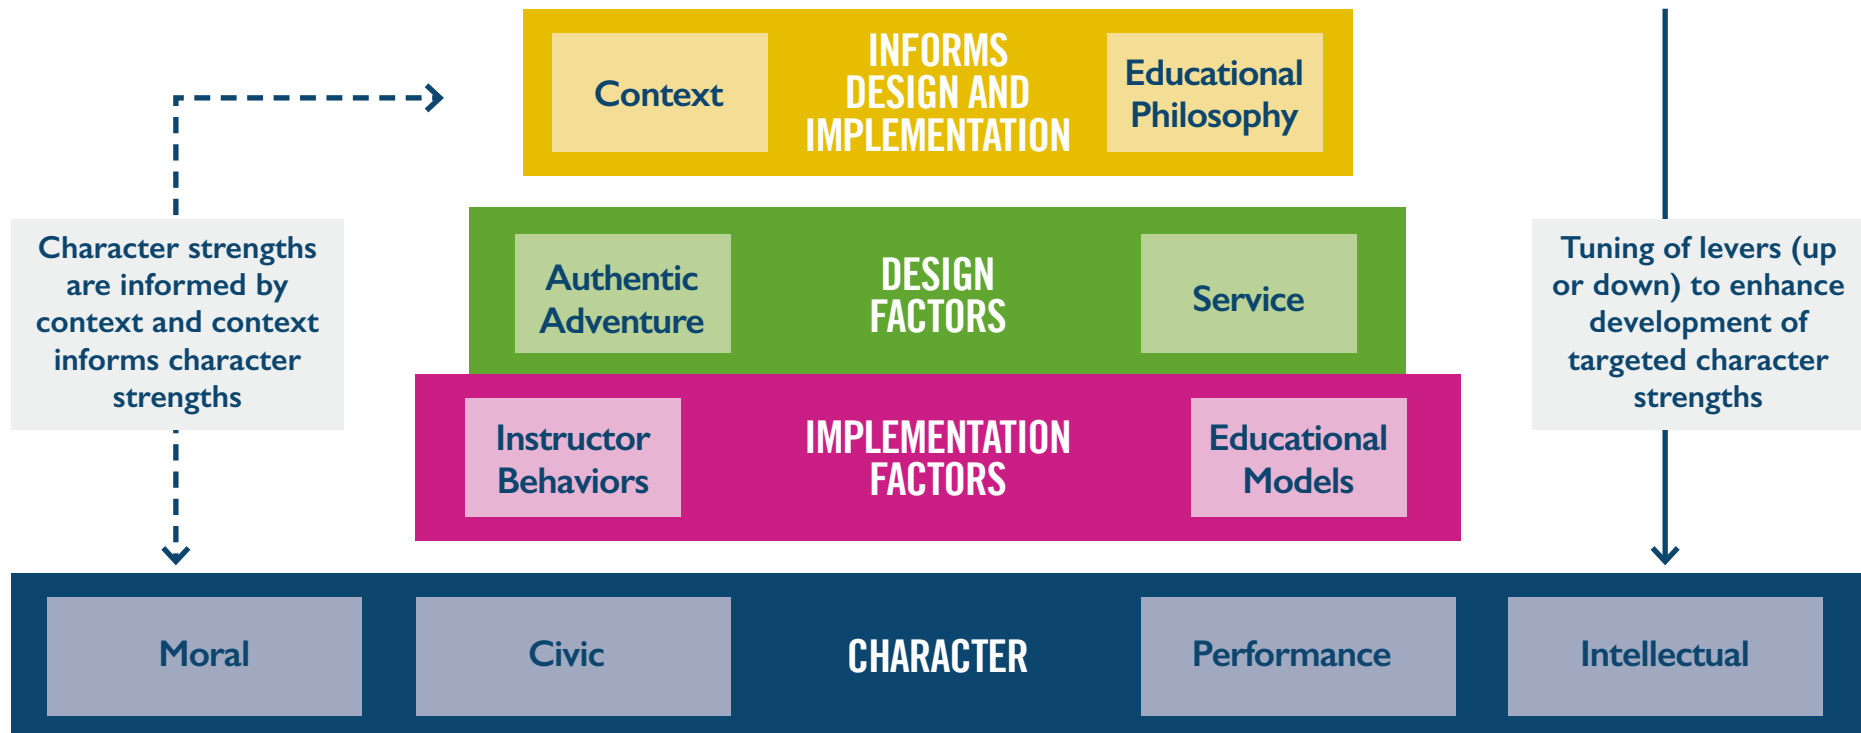 Context
INFORMS
DESIGN AND
IMPLEMENTATION
Educational
Philosophy
Character strengths
are informed by
context and context
informs character
strengths
Authentic
Adventure
DESIGN
FACTORS
Service
Tuning of levers (up
or down) to enhance
development of
targeted character
strengths
Instructor
Behaviors
IMPLEMENTATION
FACTORS
Educational
Models
Moral
Civic
CHARACTER
Performance
Intellectual